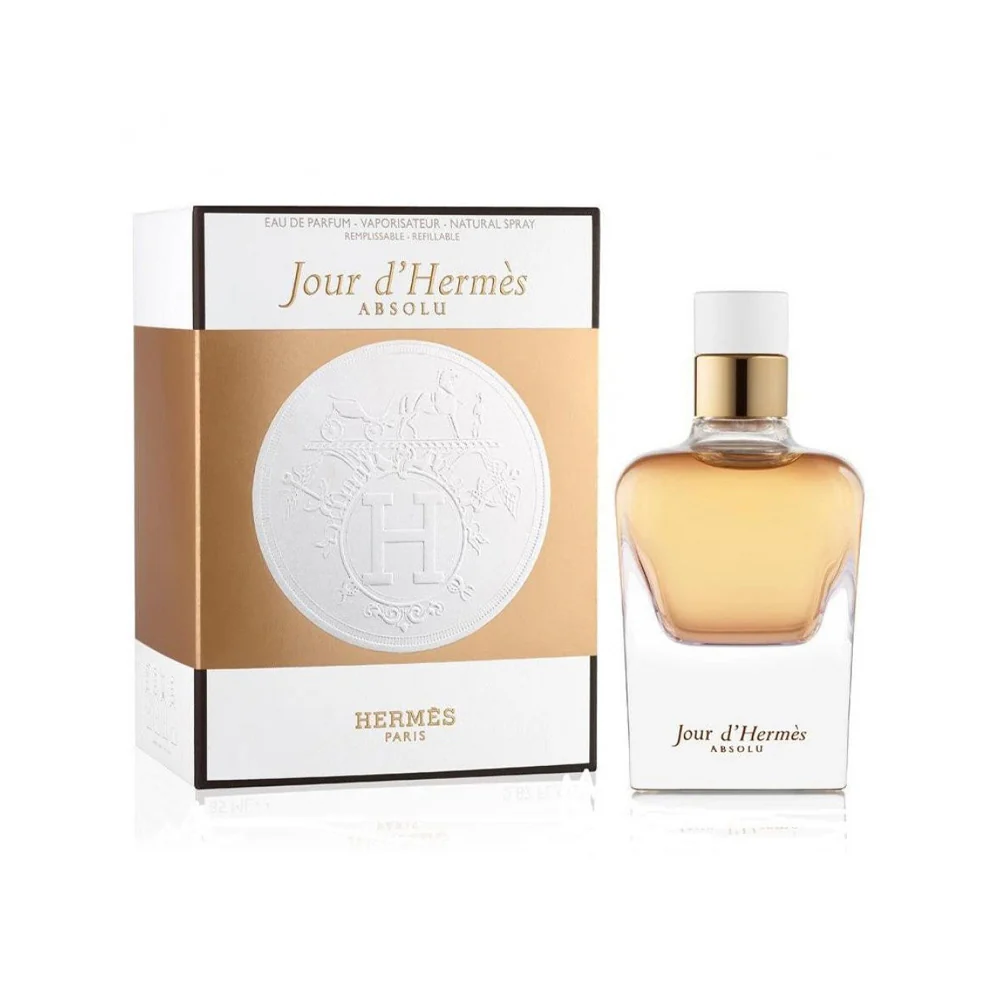 EAU DE PARFUM - VAPORISATEUR - NATURAL SPRAY
REMPLISSABLE - REFILLABLE
Jour d'Hermès
ABSOLU
H
HERMÈS
PARIS
Jour d'Hermès
ABSOLU